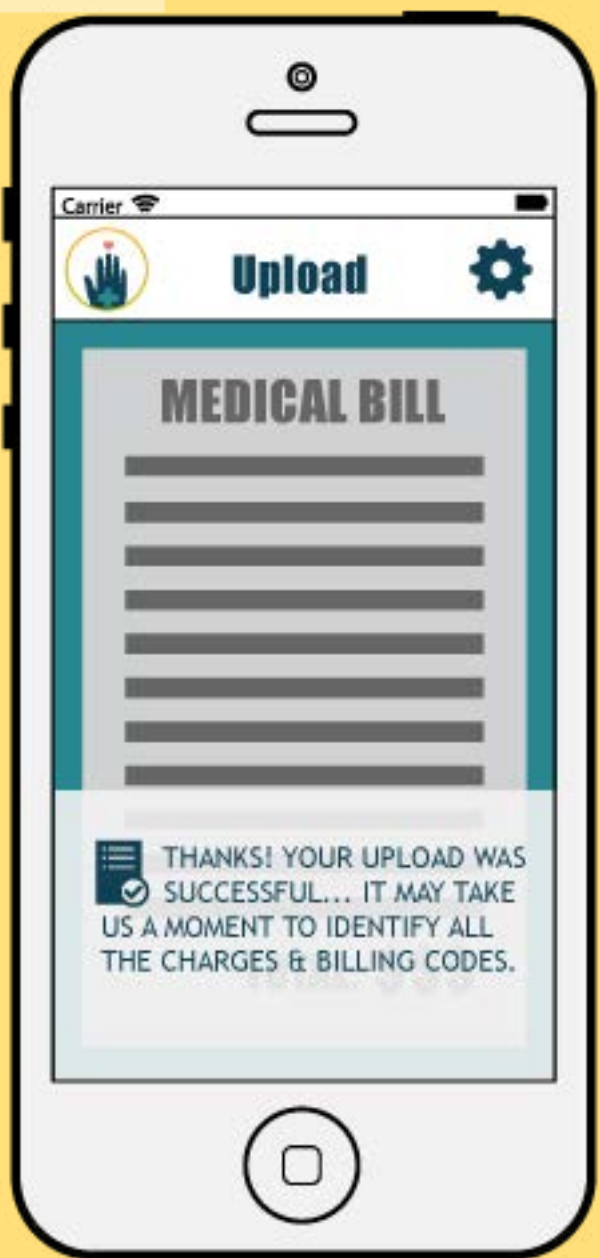 Carrier
Upload
MEDICAL BILL
THANKS! YOUR UPLOAD WAS
SUCCESSFUL... IT MAY TAKE
US A MOMENT TO IDENTIFY ALL
THE CHARGES & BILLING CODES.